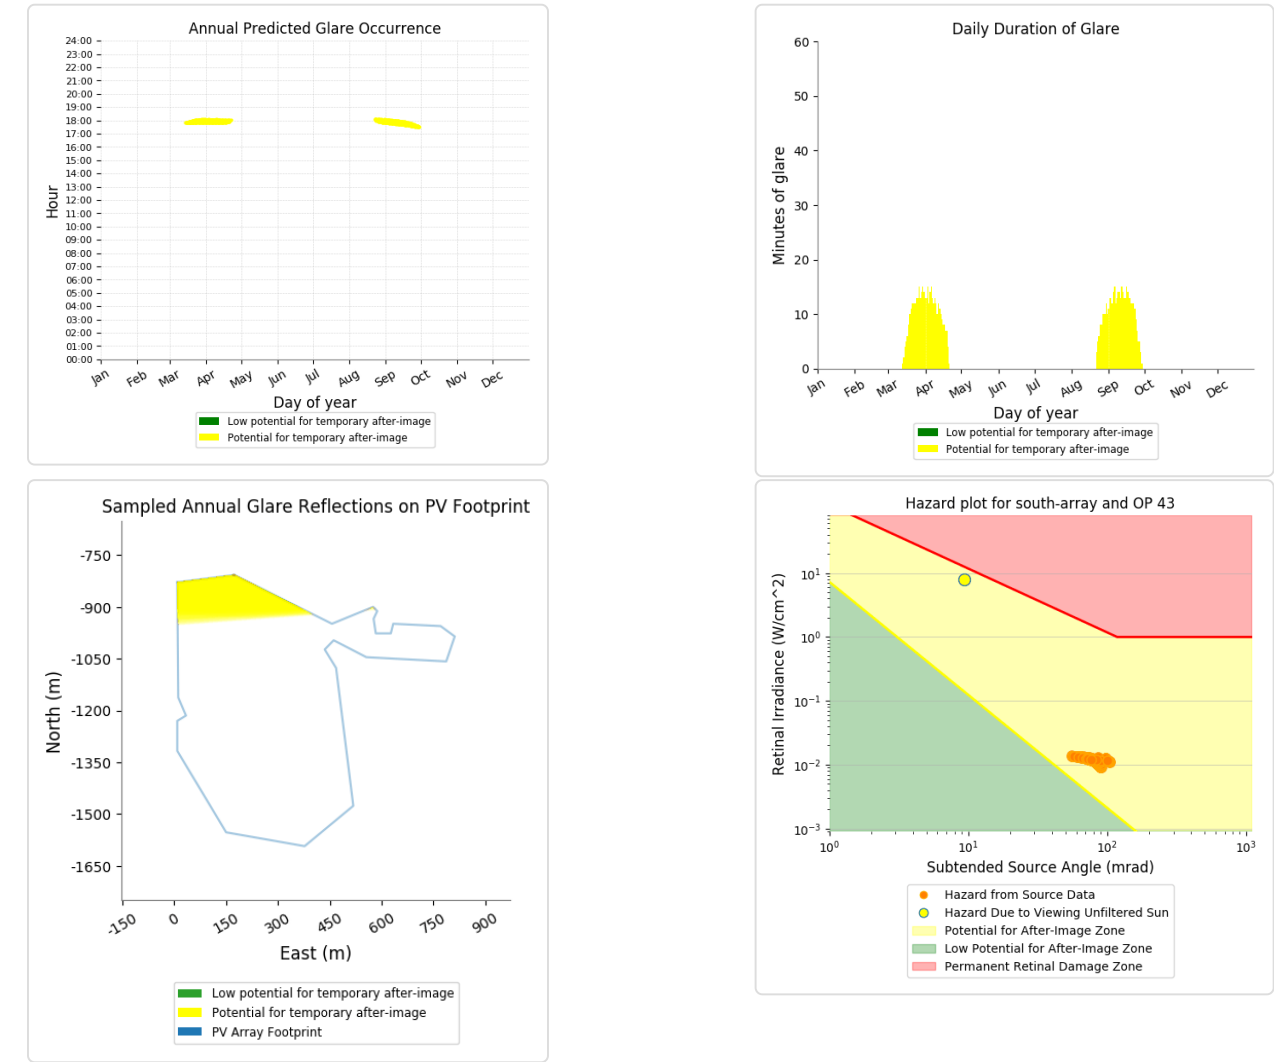 Annual Predicted Glare Occurrence
24:00
23:00
22:00
21:00
20:00
19:00
18:00
17:00
16:00
15:00
14:00
13:00
12:00
11:00
10:00
09:00
08:00
07:00
06:00
05:00
04:00
03:00
02:00
01:00
00:00
Hour
Jan Feb Mar Apr May Jun Jul Aug Sep Oct Nov Dec
Day of year
Low potential for temporary after-image
Potential for temporary after-image
Daily Duration of Glare
60
50
40
30
20
10
0
Minutes of glare
Jan Feb Mar Apr May Jun Jul Aug Sep Oct Nov Dec
Day of year
Low potential for temporary after-image
Potential for temporary after-image
Sampled Annual Glare Reflections on PV Footprint
-750
-900
-1050
-1200
-1350
-1500
-1650
North (m)
-150 0 150 300 450 600 750 900
East (m)
Low potential for temporary after-image
Potential for temporary after-image
PV Array Footprint
Hazard plot for south-array and OP 43
10^1
10^0
10^-1
10^-2
10^-3
Retinal Irradiance (W/cm^2)
10^0 10^1 10^2 10^3
Subtended Source Angle (mrad)
Hazard from Source Data
Hazard Due to Viewing Unfiltered Sun
Potential for After-Image Zone
Low Potential for After-Image Zone
Permanent Retinal Damage Zone